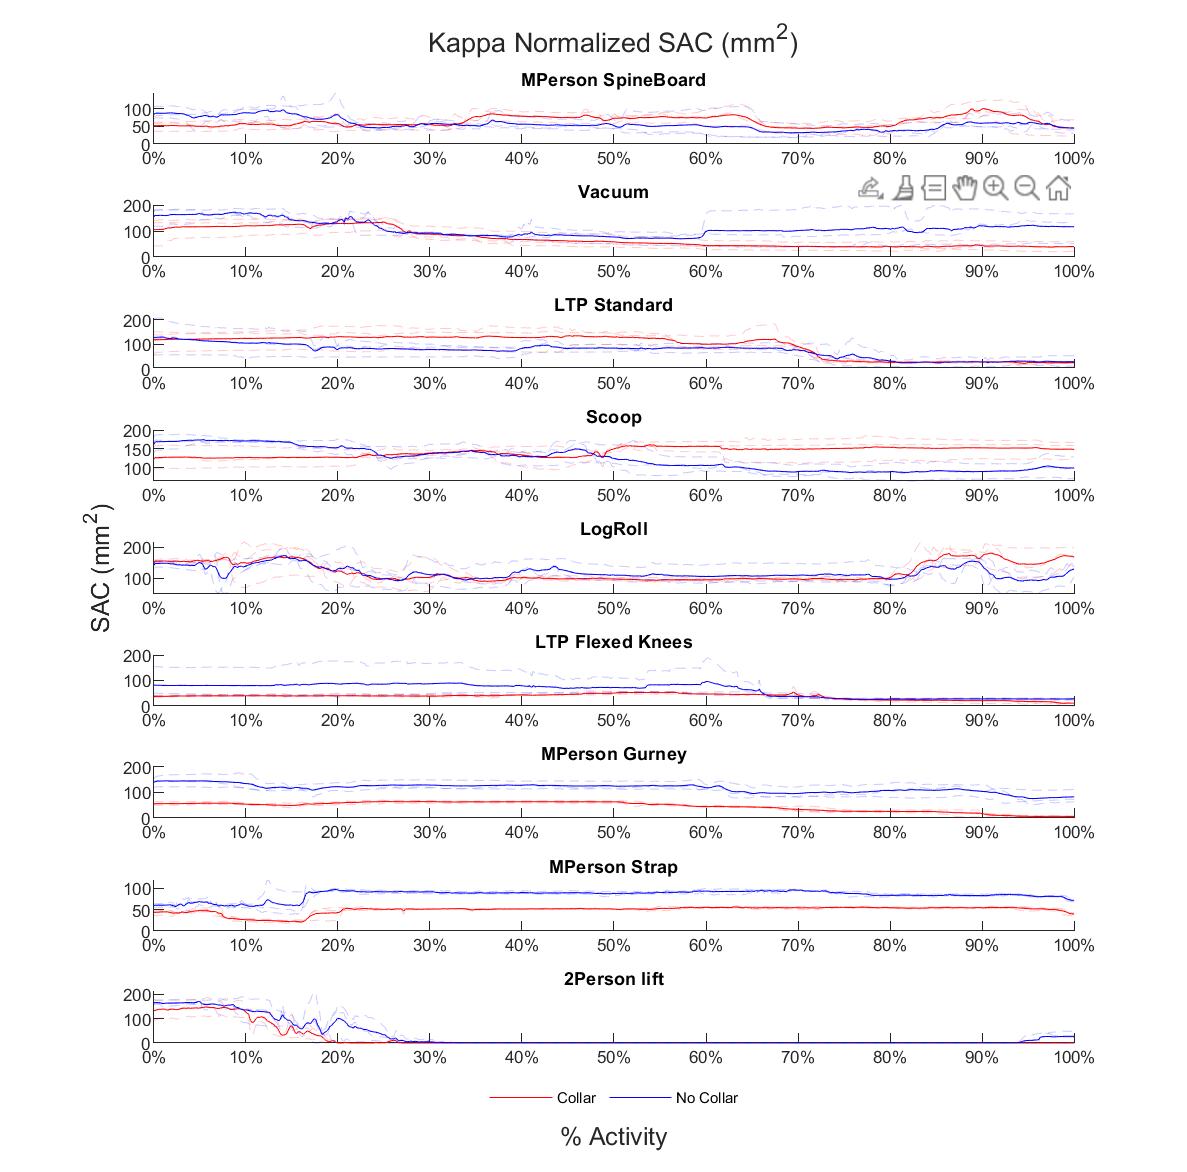 Kappa Normalized SAC (mm2)
MPerson SpineBoard
100
50
0
0% 10% 20% 30% 40% 50% 60% 70% 80% 90% 100%
Vacuum
200
100
0
0% 10% 20% 30% 40% 50% 60% 70% 80% 90% 100%
LTP Standard
200
100
0
0% 10% 20% 30% 40% 50% 60% 70% 80% 90% 100%
Scoop
200
150
100
0% 10% 20% 30% 40% 50% 60% 70% 80% 90% 100%
SAC (mm2)
LogRoll
200
100
0% 10% 20% 30% 40% 50% 60% 70% 80% 90% 100%
LTP Flexed Knees
200
100
0
0% 10% 20% 30% 40% 50% 60% 70% 80% 90% 100%
MPerson Gurney
200
100
0
0% 10% 20% 30% 40% 50% 60% 70% 80% 90% 100%
MPerson Strap
100
50
0
0% 10% 20% 30% 40% 50% 60% 70% 80% 90% 100%
2Person lift
200
100
0
0% 10% 20% 30% 40% 50% 60% 70% 80% 90% 100%
Collar No Collar
% Activity